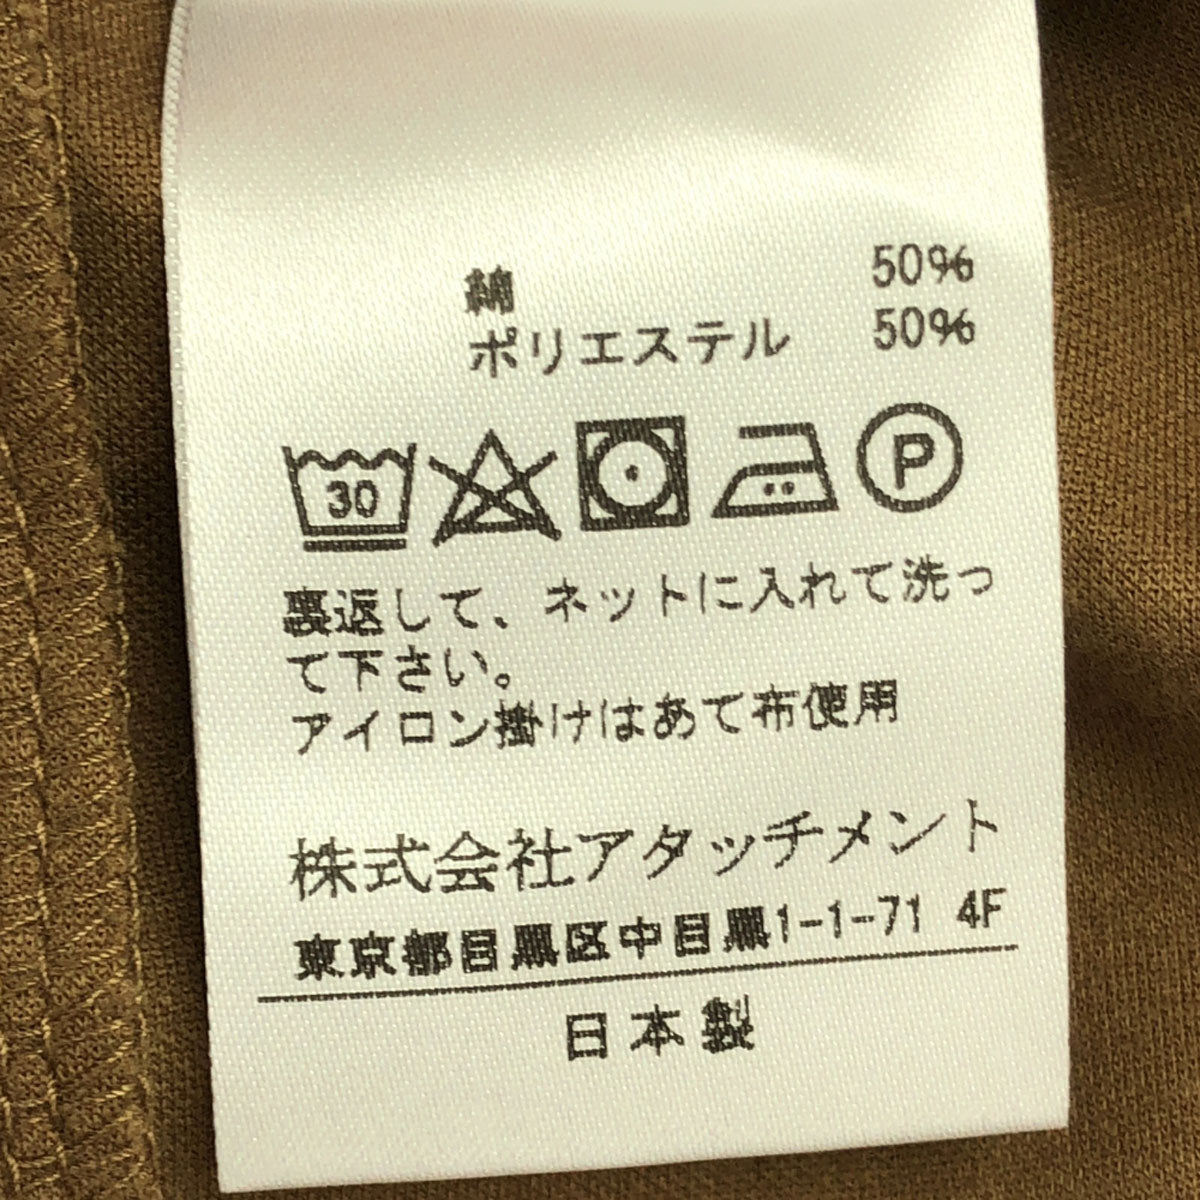 綿 50%
ポリエステル 50%
30 P
裏返して、ネットに入れて洗っ
て下さい。
アイロン掛けはあて布使用
株式会社アタッチメント
東京都目黒区中目黒1-1-71 4F
日本製